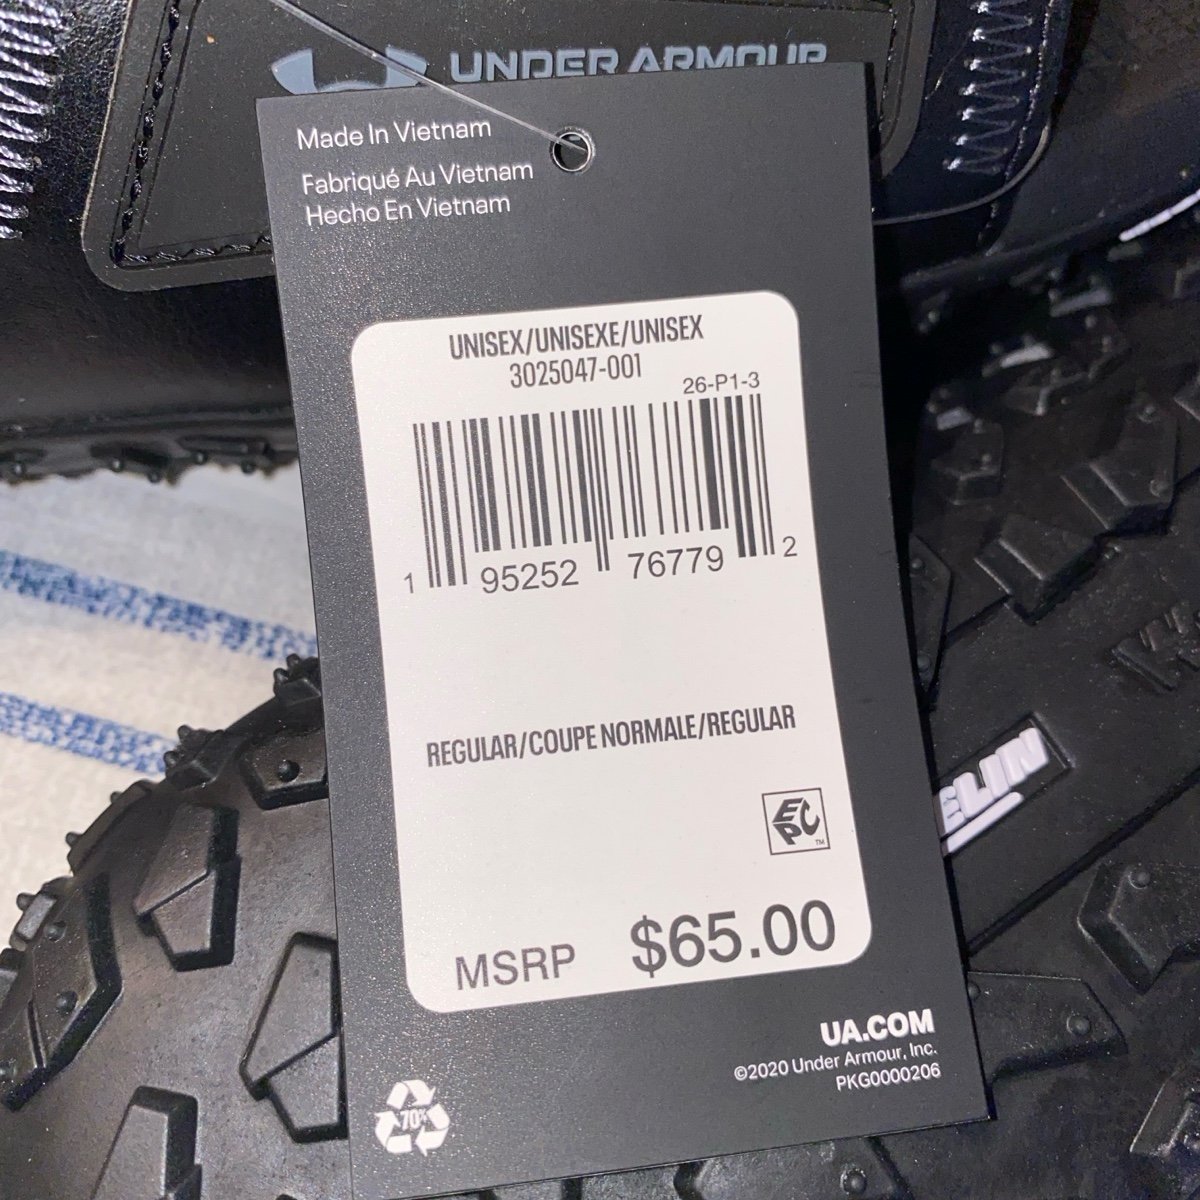 UNDER ARMOUR
Made In Vietnam
Fabriqué Au Vietnam
Hecho En Vietnam
UNISEX/UNISEXE/UNISEX
3025047-001
26-P1-3
1 95252 76779 2
REGULAR/COUPE NORMALE/REGULAR
EPC™
MSRP $65.00
UA.COM
©2020 Under Armour, Inc.
PKG0000206
70%
ELIN